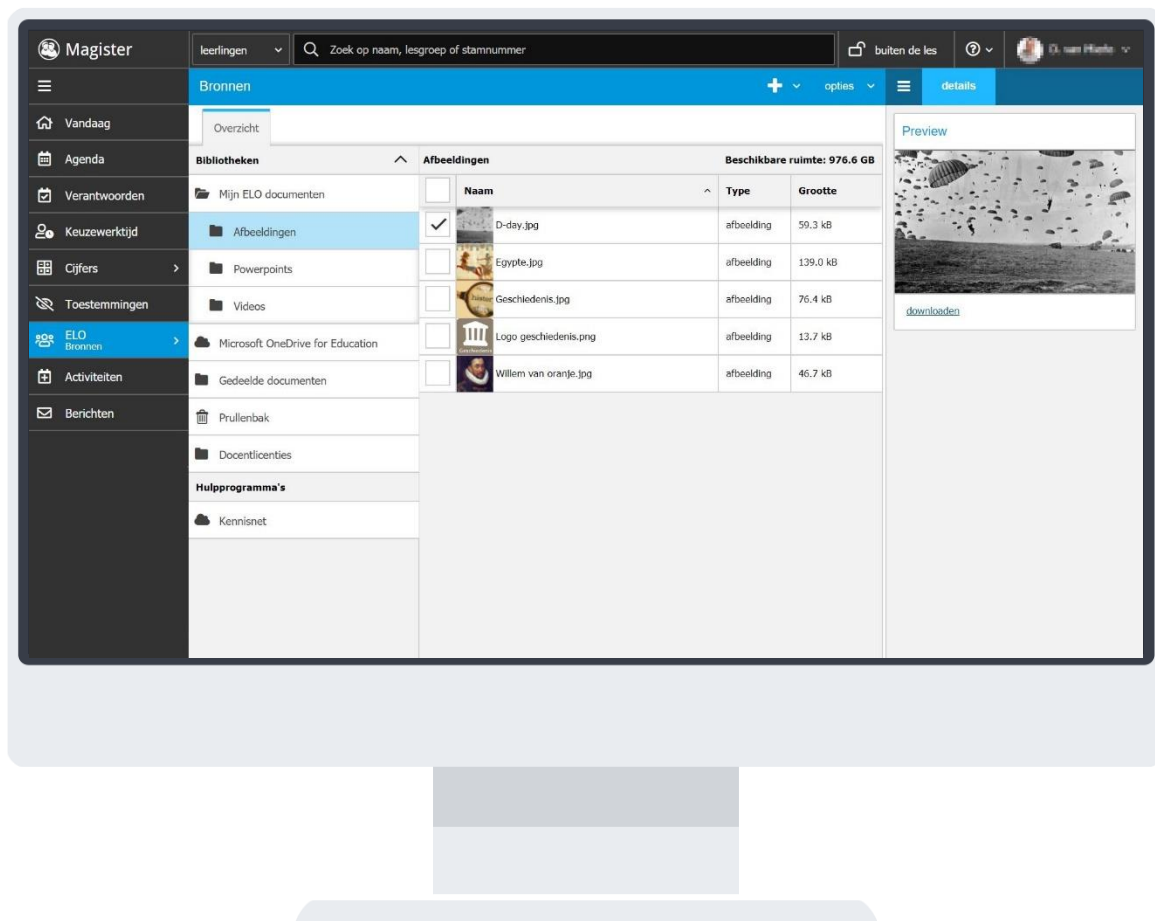 Magister
leerlingen
Zoek op naam, lesgroep of stamnummer
buiten de les
Bronnen
opties
details
Vandaag
Agenda
Verantwoorden
Keuzewerktijd
Cijfers
Toestemmingen
ELO
Bronnen
Activiteiten
Berichten
Overzicht
Bibliotheken
Mijn ELO documenten
Afbeeldingen
Powerpoints
Videos
Microsoft OneDrive for Education
Gedeelde documenten
Prullenbak
Docentlicenties
Hulpprogramma's
Kennisnet
Afbeeldingen Beschikbare ruimte: 976.6 GB
Naam Type Grootte
D-day.jpg afbeelding 59.3 kB
Egypte.jpg afbeelding 139.0 kB
Geschiedenis.jpg afbeelding 76.4 kB
Logo geschiedenis.png afbeelding 13.7 kB
Willem van oranje.jpg afbeelding 46.7 kB
Preview
downloaden